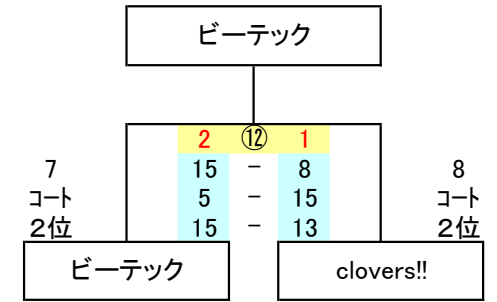 ビーテック
2 ⑫ 1
7 15 - 8 8
コート 5 - 15 コート
2位 15 - 13 2位
ビーテック clovers!!